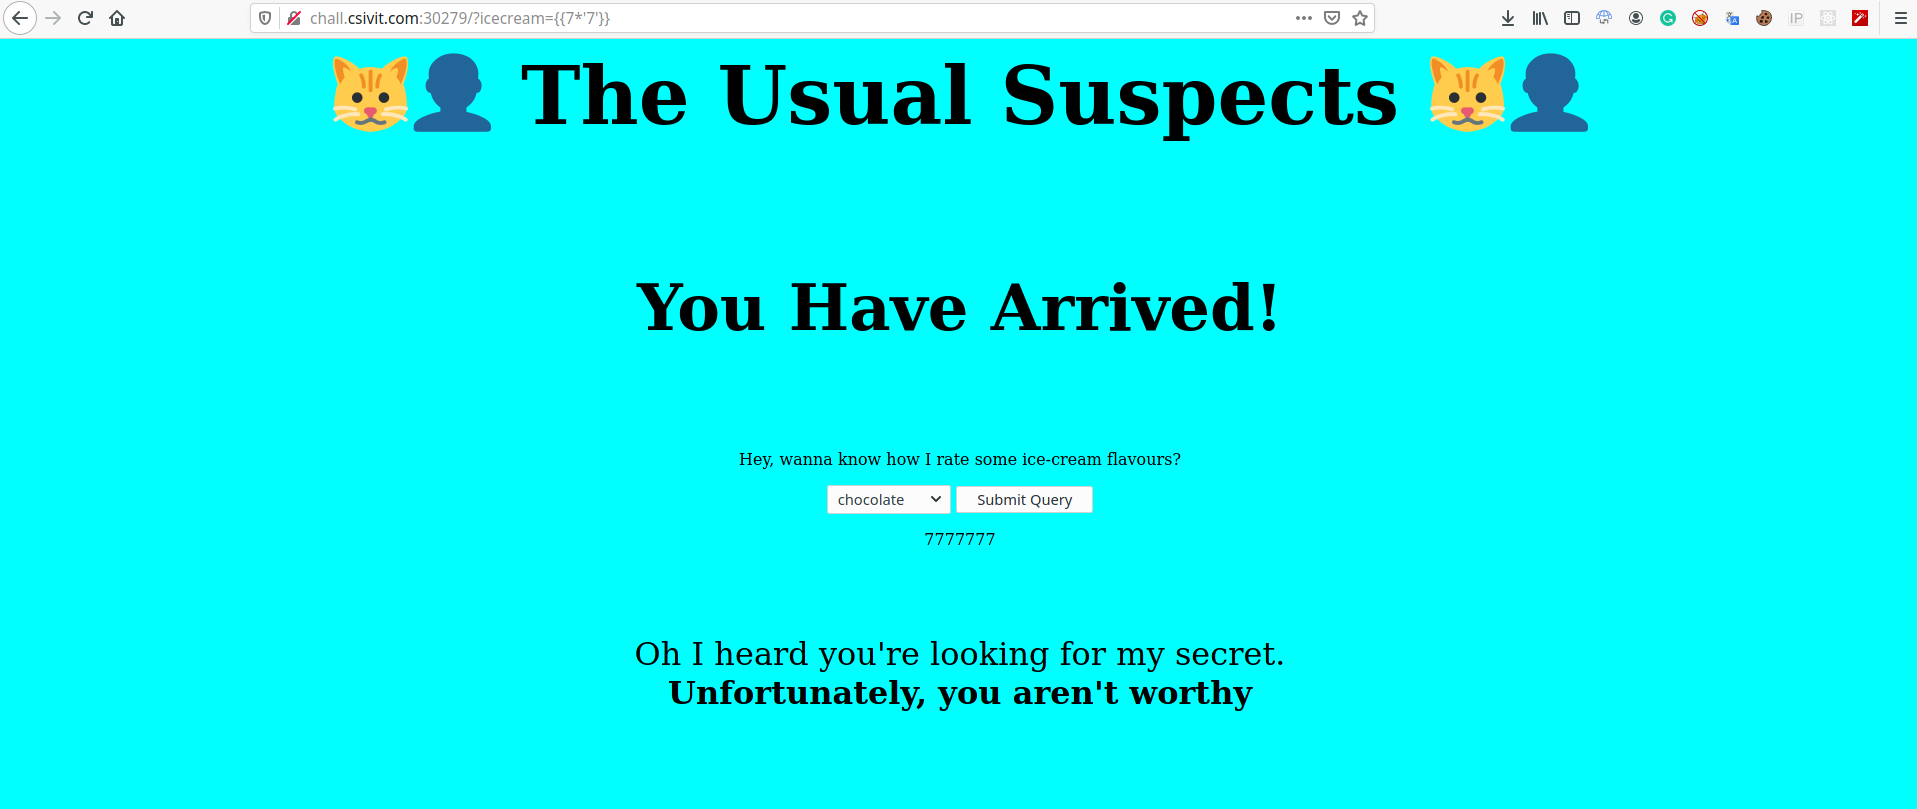 chall.csivit.com:30279/?icecream={{7*'7'}}
IP
The Usual Suspects
You Have Arrived!
Hey, wanna know how I rate some ice-cream flavours?
chocolate Submit Query
7777777
Oh I heard you're looking for my secret.
Unfortunately, you aren't worthy